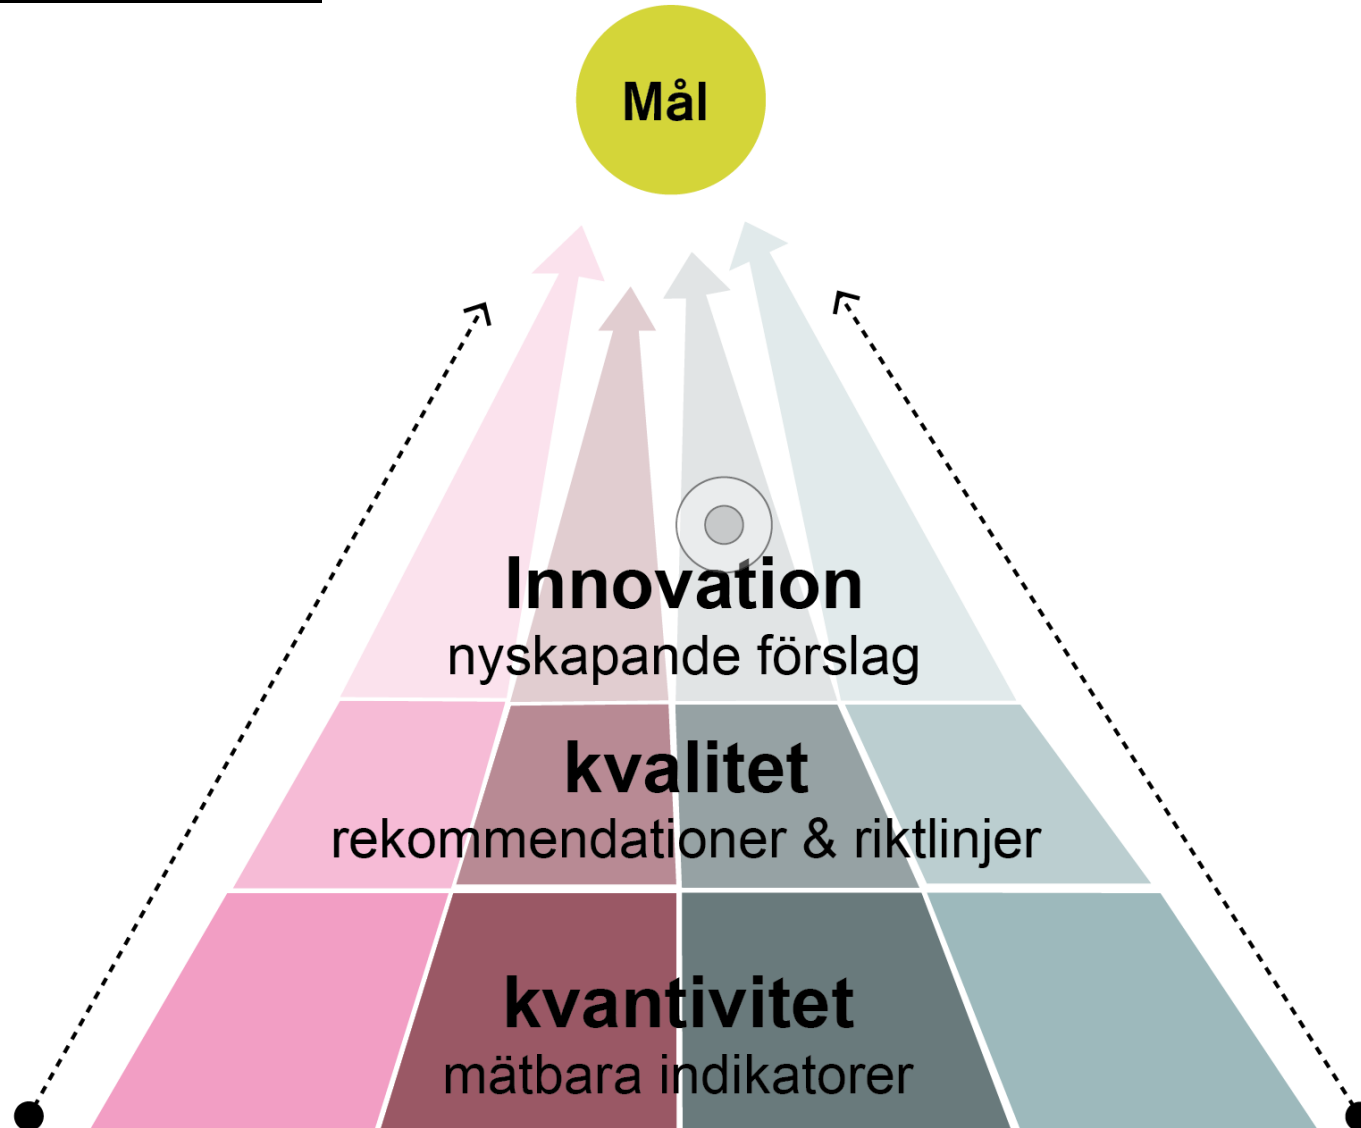 Mål
Innovation
nyskapande förslag
kvalitet
rekommendationer & riktlinjer
kvantivitet
mätbara indikatorer